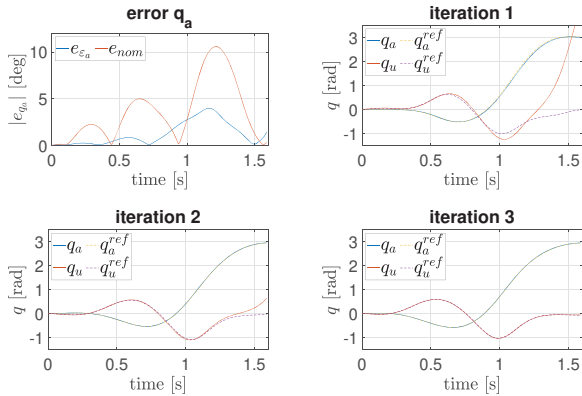 error q_a
e_{ε_a} e_{nom}
|e_{q_a}| [deg]
10
5
0
0 0.5 1 1.5
time [s]
iteration 1
q_a q_a^{ref}
q_u q_u^{ref}
q [rad]
3
2
1
0
-1
0 0.5 1 1.5
time [s]
iteration 2
q_a q_a^{ref}
q_u q_u^{ref}
q [rad]
3
2
1
0
-1
0 0.5 1 1.5
time [s]
iteration 3
q_a q_a^{ref}
q_u q_u^{ref}
q [rad]
3
2
1
0
-1
0 0.5 1 1.5
time [s]